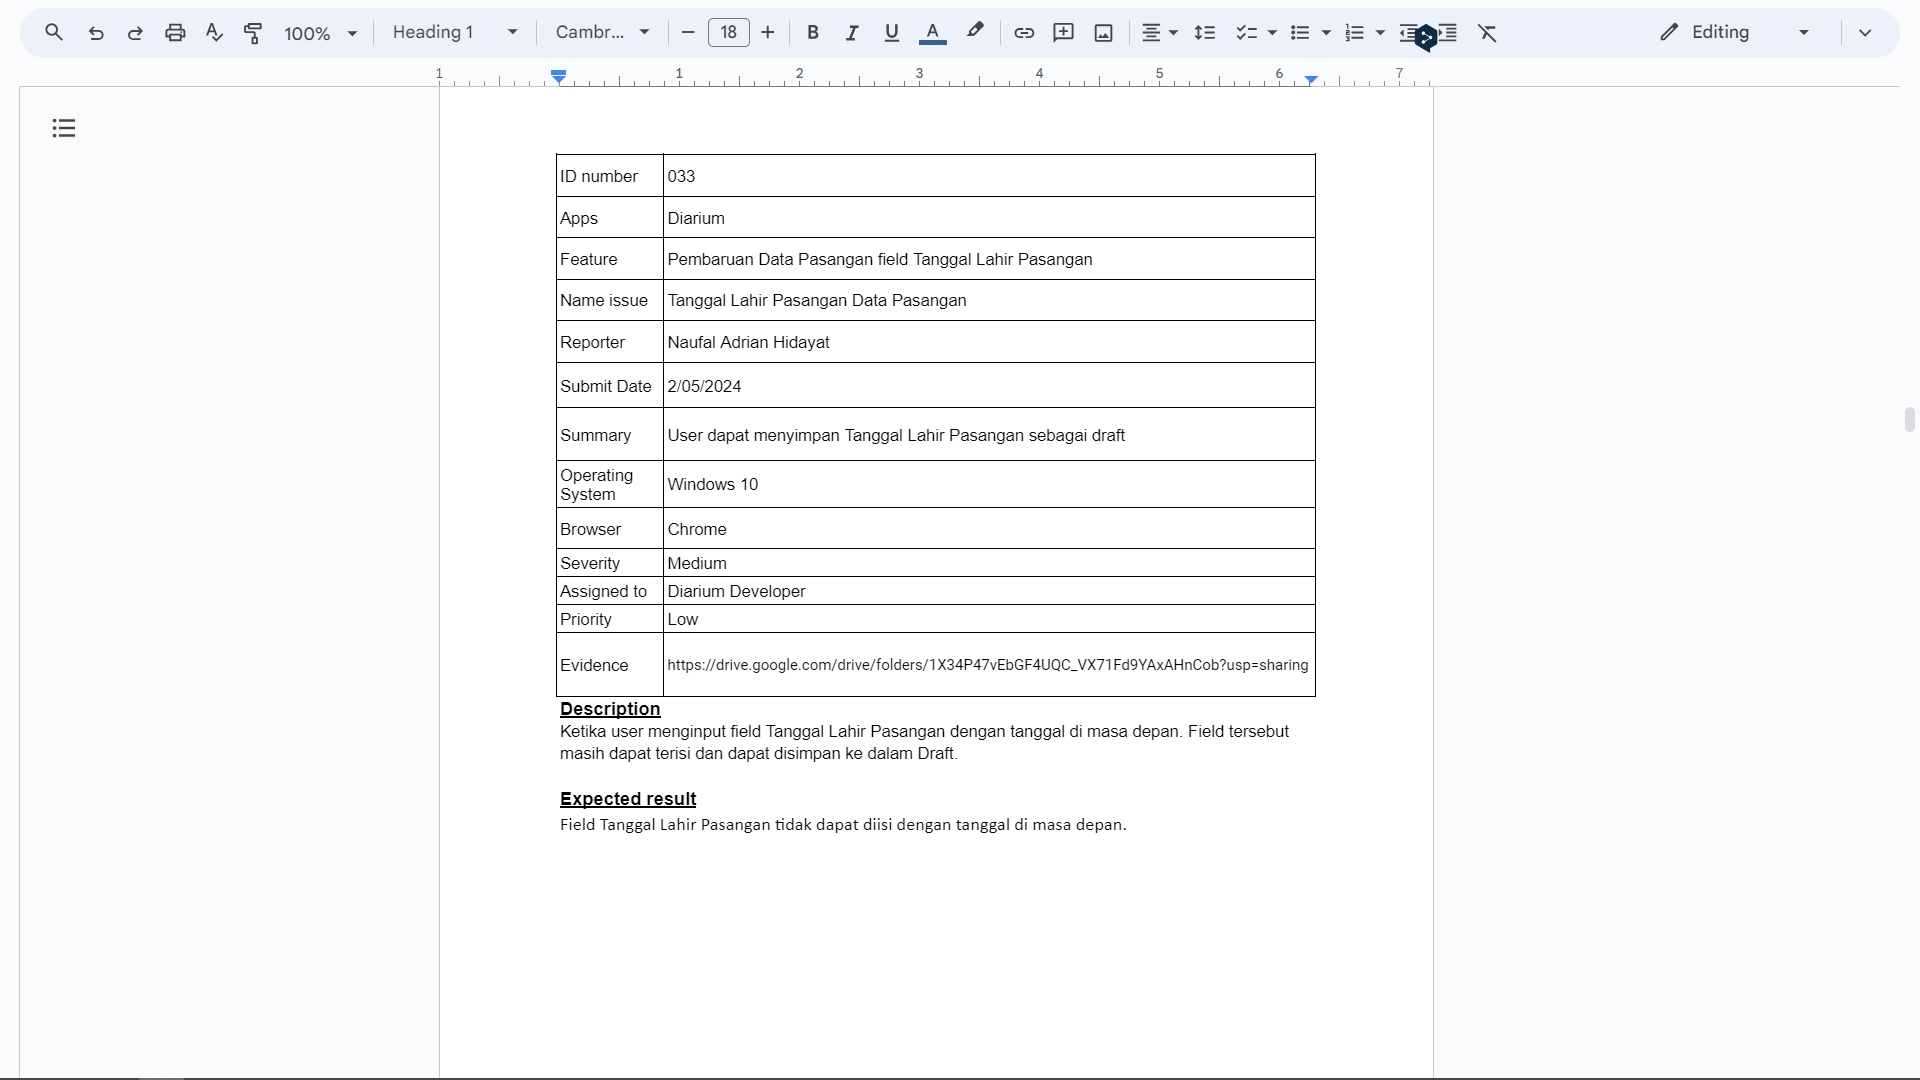 100% Heading 1 Cambr... 18 Editing
1 1 2 3 4 5 6 7
ID number 033
Apps Diarium
Feature Pembaruan Data Pasangan field Tanggal Lahir Pasangan
Name issue Tanggal Lahir Pasangan Data Pasangan
Reporter Naufal Adrian Hidayat
Submit Date 2/05/2024
Summary User dapat menyimpan Tanggal Lahir Pasangan sebagai draft
Operating
System Windows 10
Browser Chrome
Severity Medium
Assigned to Diarium Developer
Priority Low
Evidence https://drive.google.com/drive/folders/1X34P47vEbGF4UQC_VX71Fd9YAxAHnCob?usp=sharing
Description
Ketika user menginput field Tanggal Lahir Pasangan dengan tanggal di masa depan. Field tersebut
masih dapat terisi dan dapat disimpan ke dalam Draft.
Expected result
Field Tanggal Lahir Pasangan tidak dapat diisi dengan tanggal di masa depan.